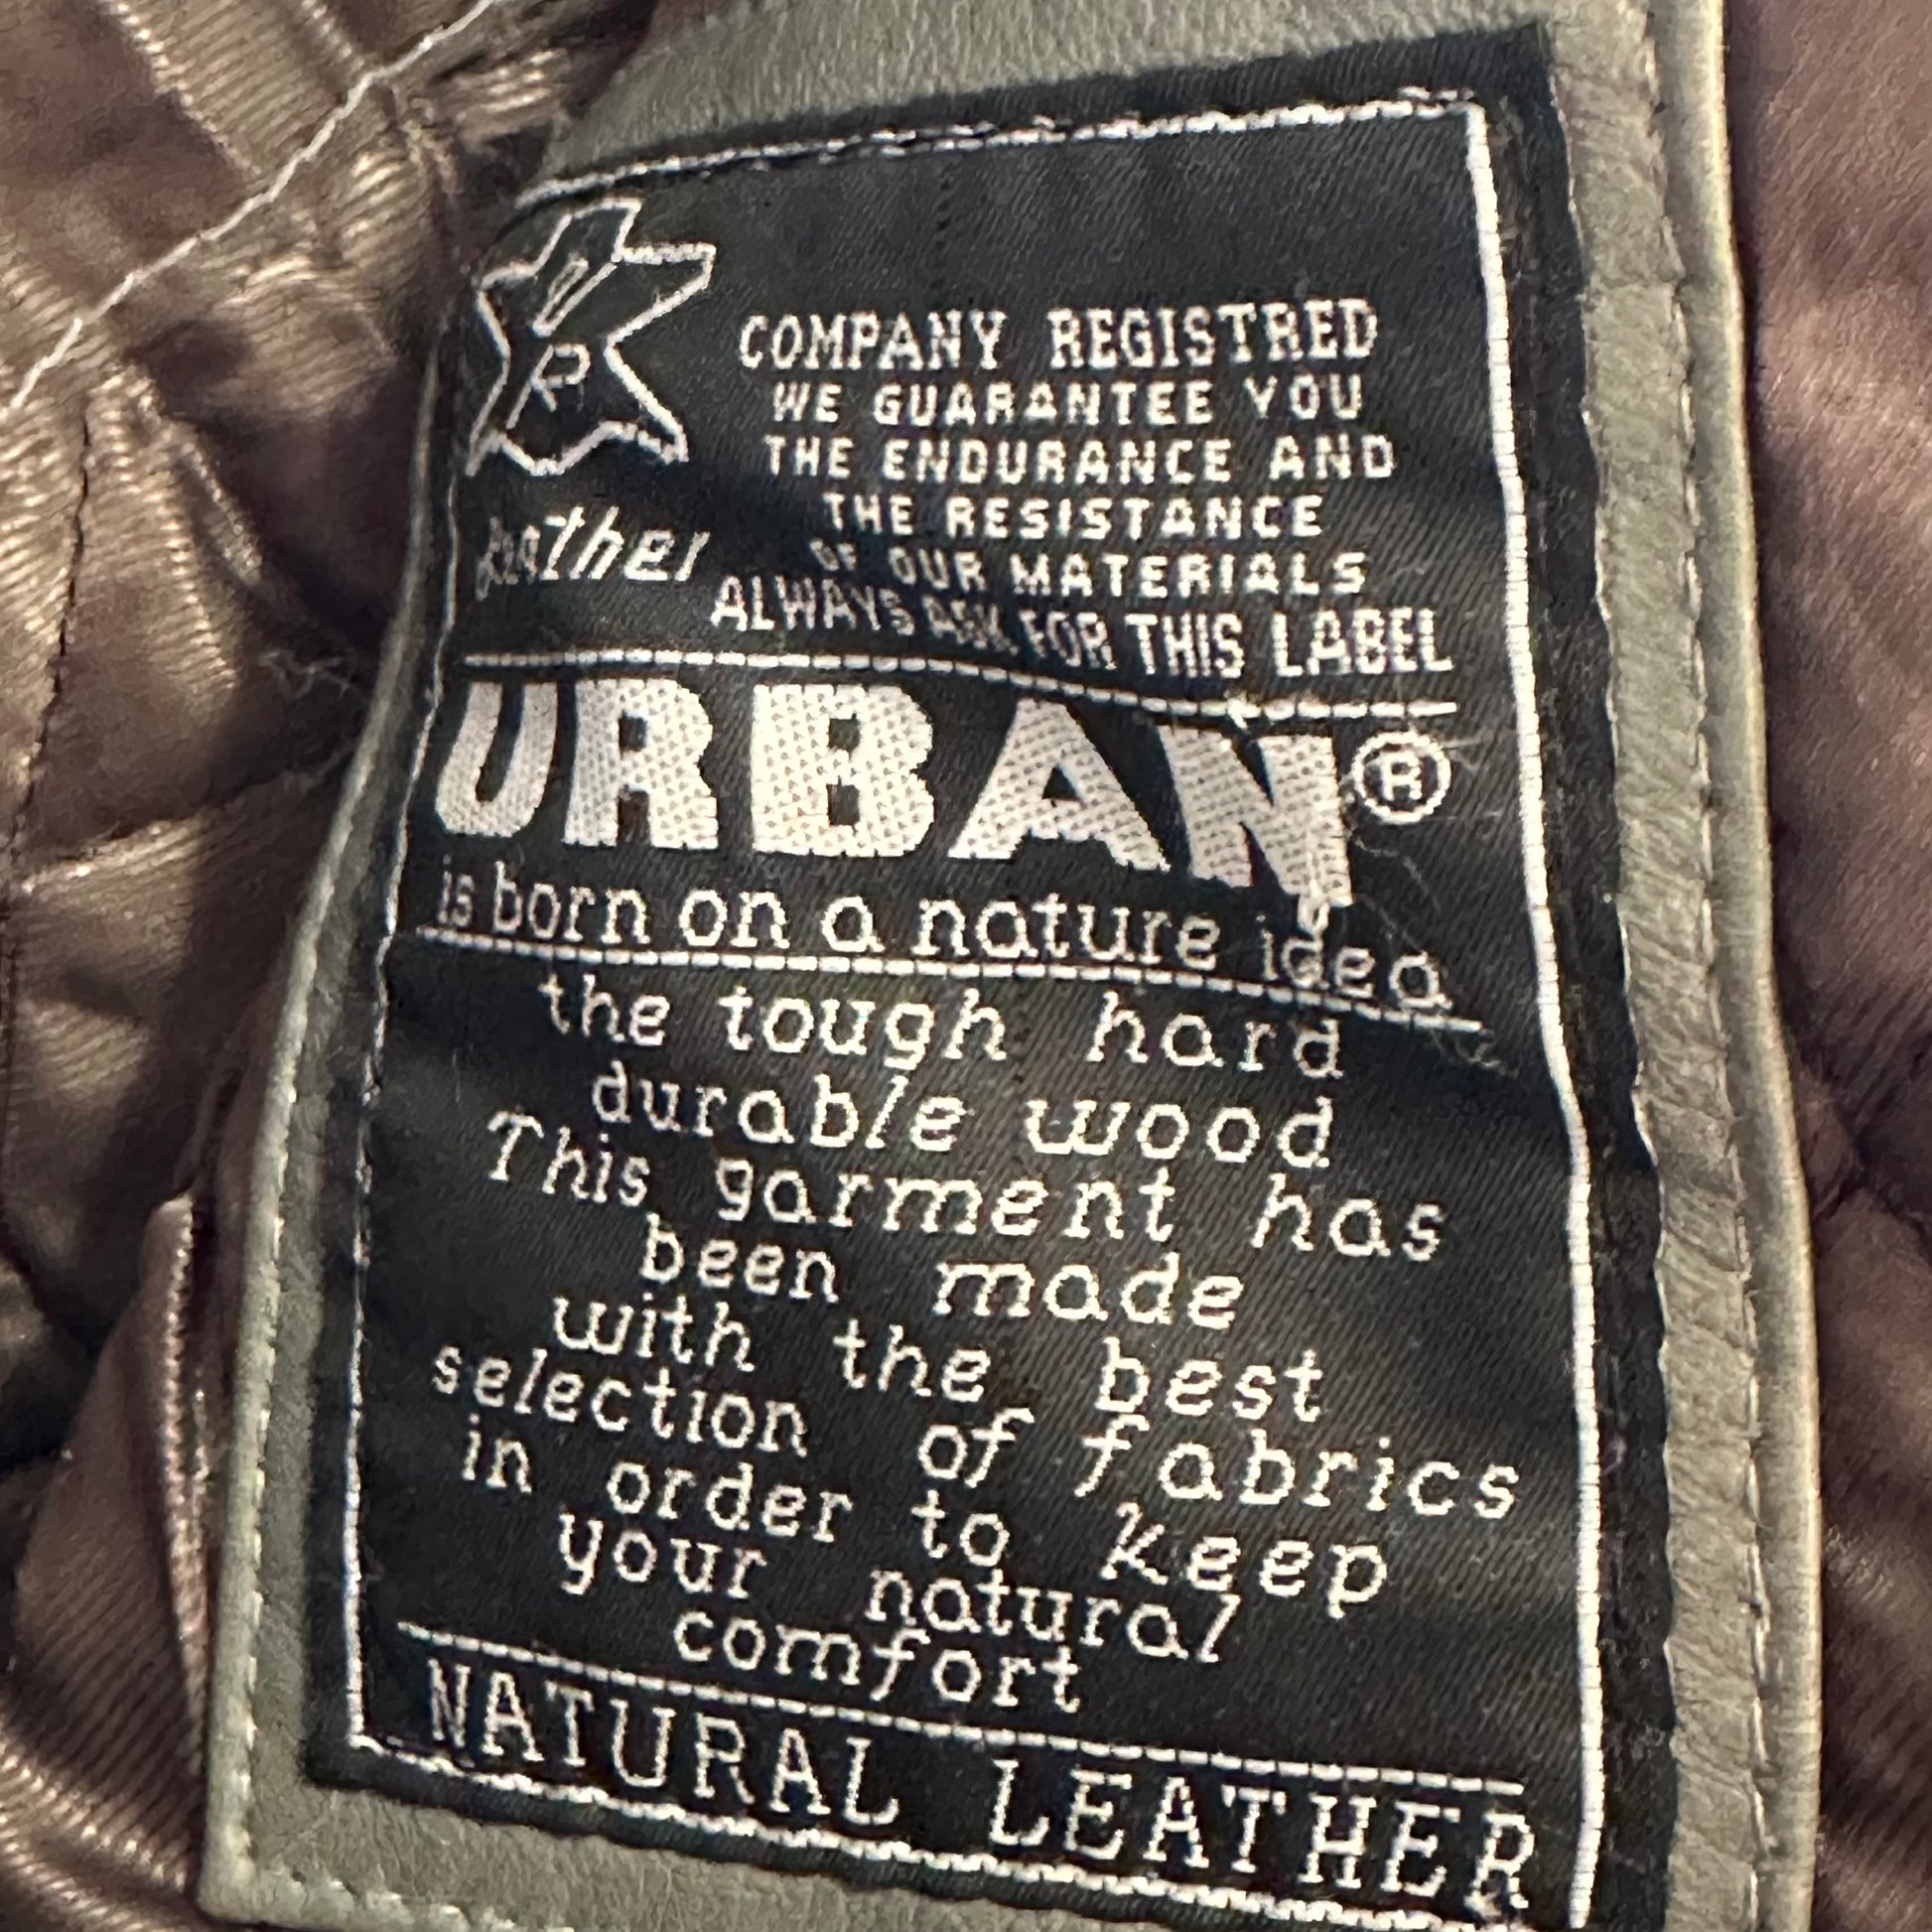 UR
COMPANY REGISTRED
WE GUARANTEE YOU
THE ENDURANCE AND
THE RESISTANCE
OF OUR MATERIALS
ALWAYS ASK FOR THIS LABEL
Leather
URBAN®
is born on a nature idea
the tough hard
durable wood
This garment has
been made
with the best
selection of fabrics
in order to keep
your natural
comfort
NATURAL LEATHER